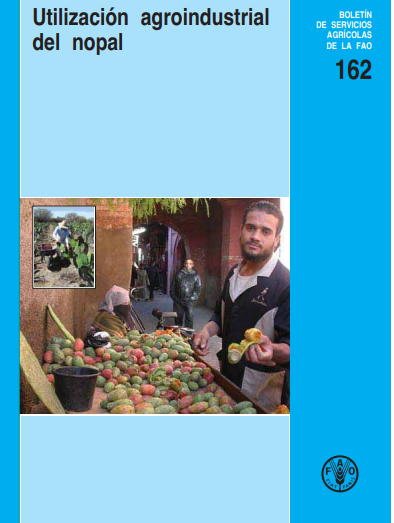 Utilización agroindustrial
del nopal
BOLETÍN
DE SERVICIOS
AGRÍCOLAS
DE LA FAO
162
F A O
FIAT PANIS